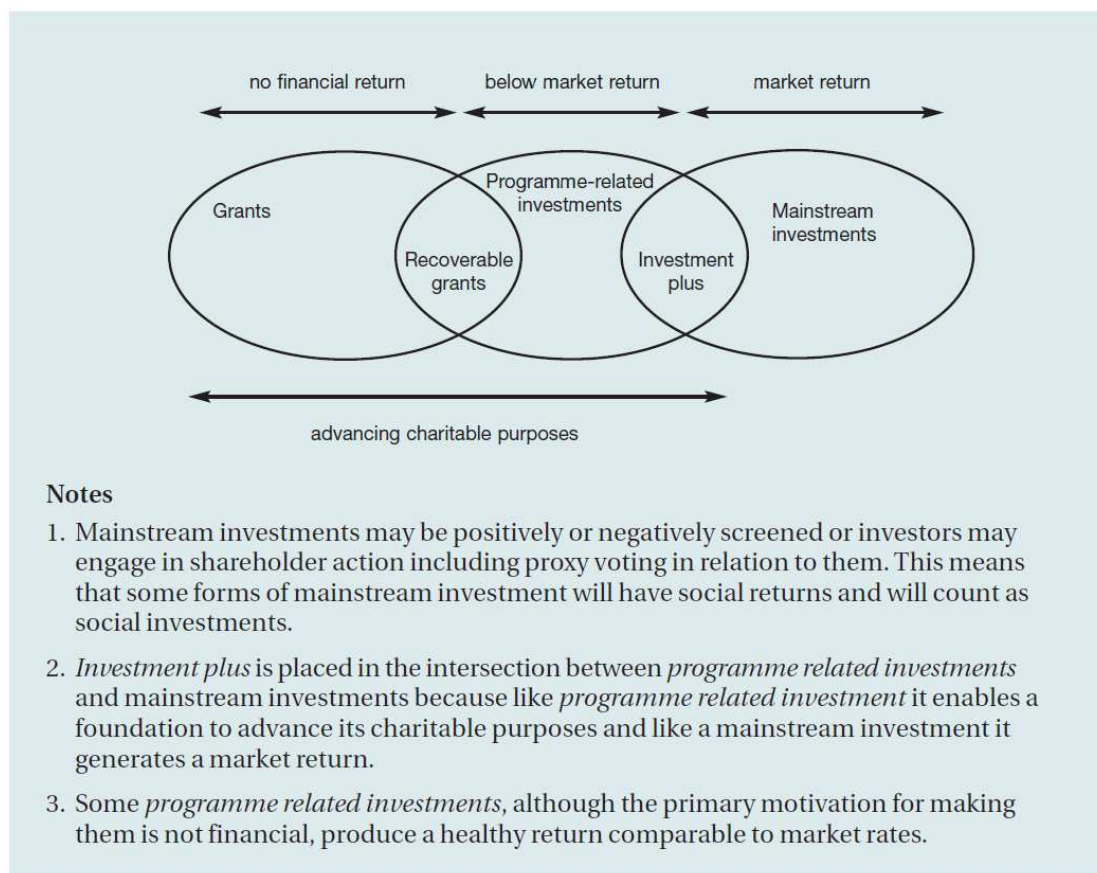 no financial return
below market return
market return
Grants
Programme-related
investments
Mainstream
investments
Recoverable
grants
Investment
plus
advancing charitable purposes
Notes
1. Mainstream investments may be positively or negatively screened or investors may
engage in shareholder action including proxy voting in relation to them. This means
that some forms of mainstream investment will have social returns and will count as
social investments.
2. Investment plus is placed in the intersection between programme related investments
and mainstream investments because like programme related investment it enables a
foundation to advance its charitable purposes and like a mainstream investment it
generates a market return.
3. Some programme related investments, although the primary motivation for making
them is not financial, produce a healthy return comparable to market rates.